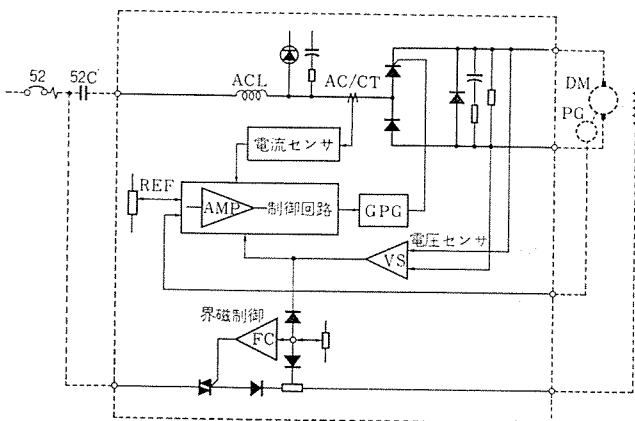 52
52C
ACL
AC/CT
DM
PG
電流センサ
REF
AMP
制御回路
GPG
電圧センサ
VS
界磁制御
FC